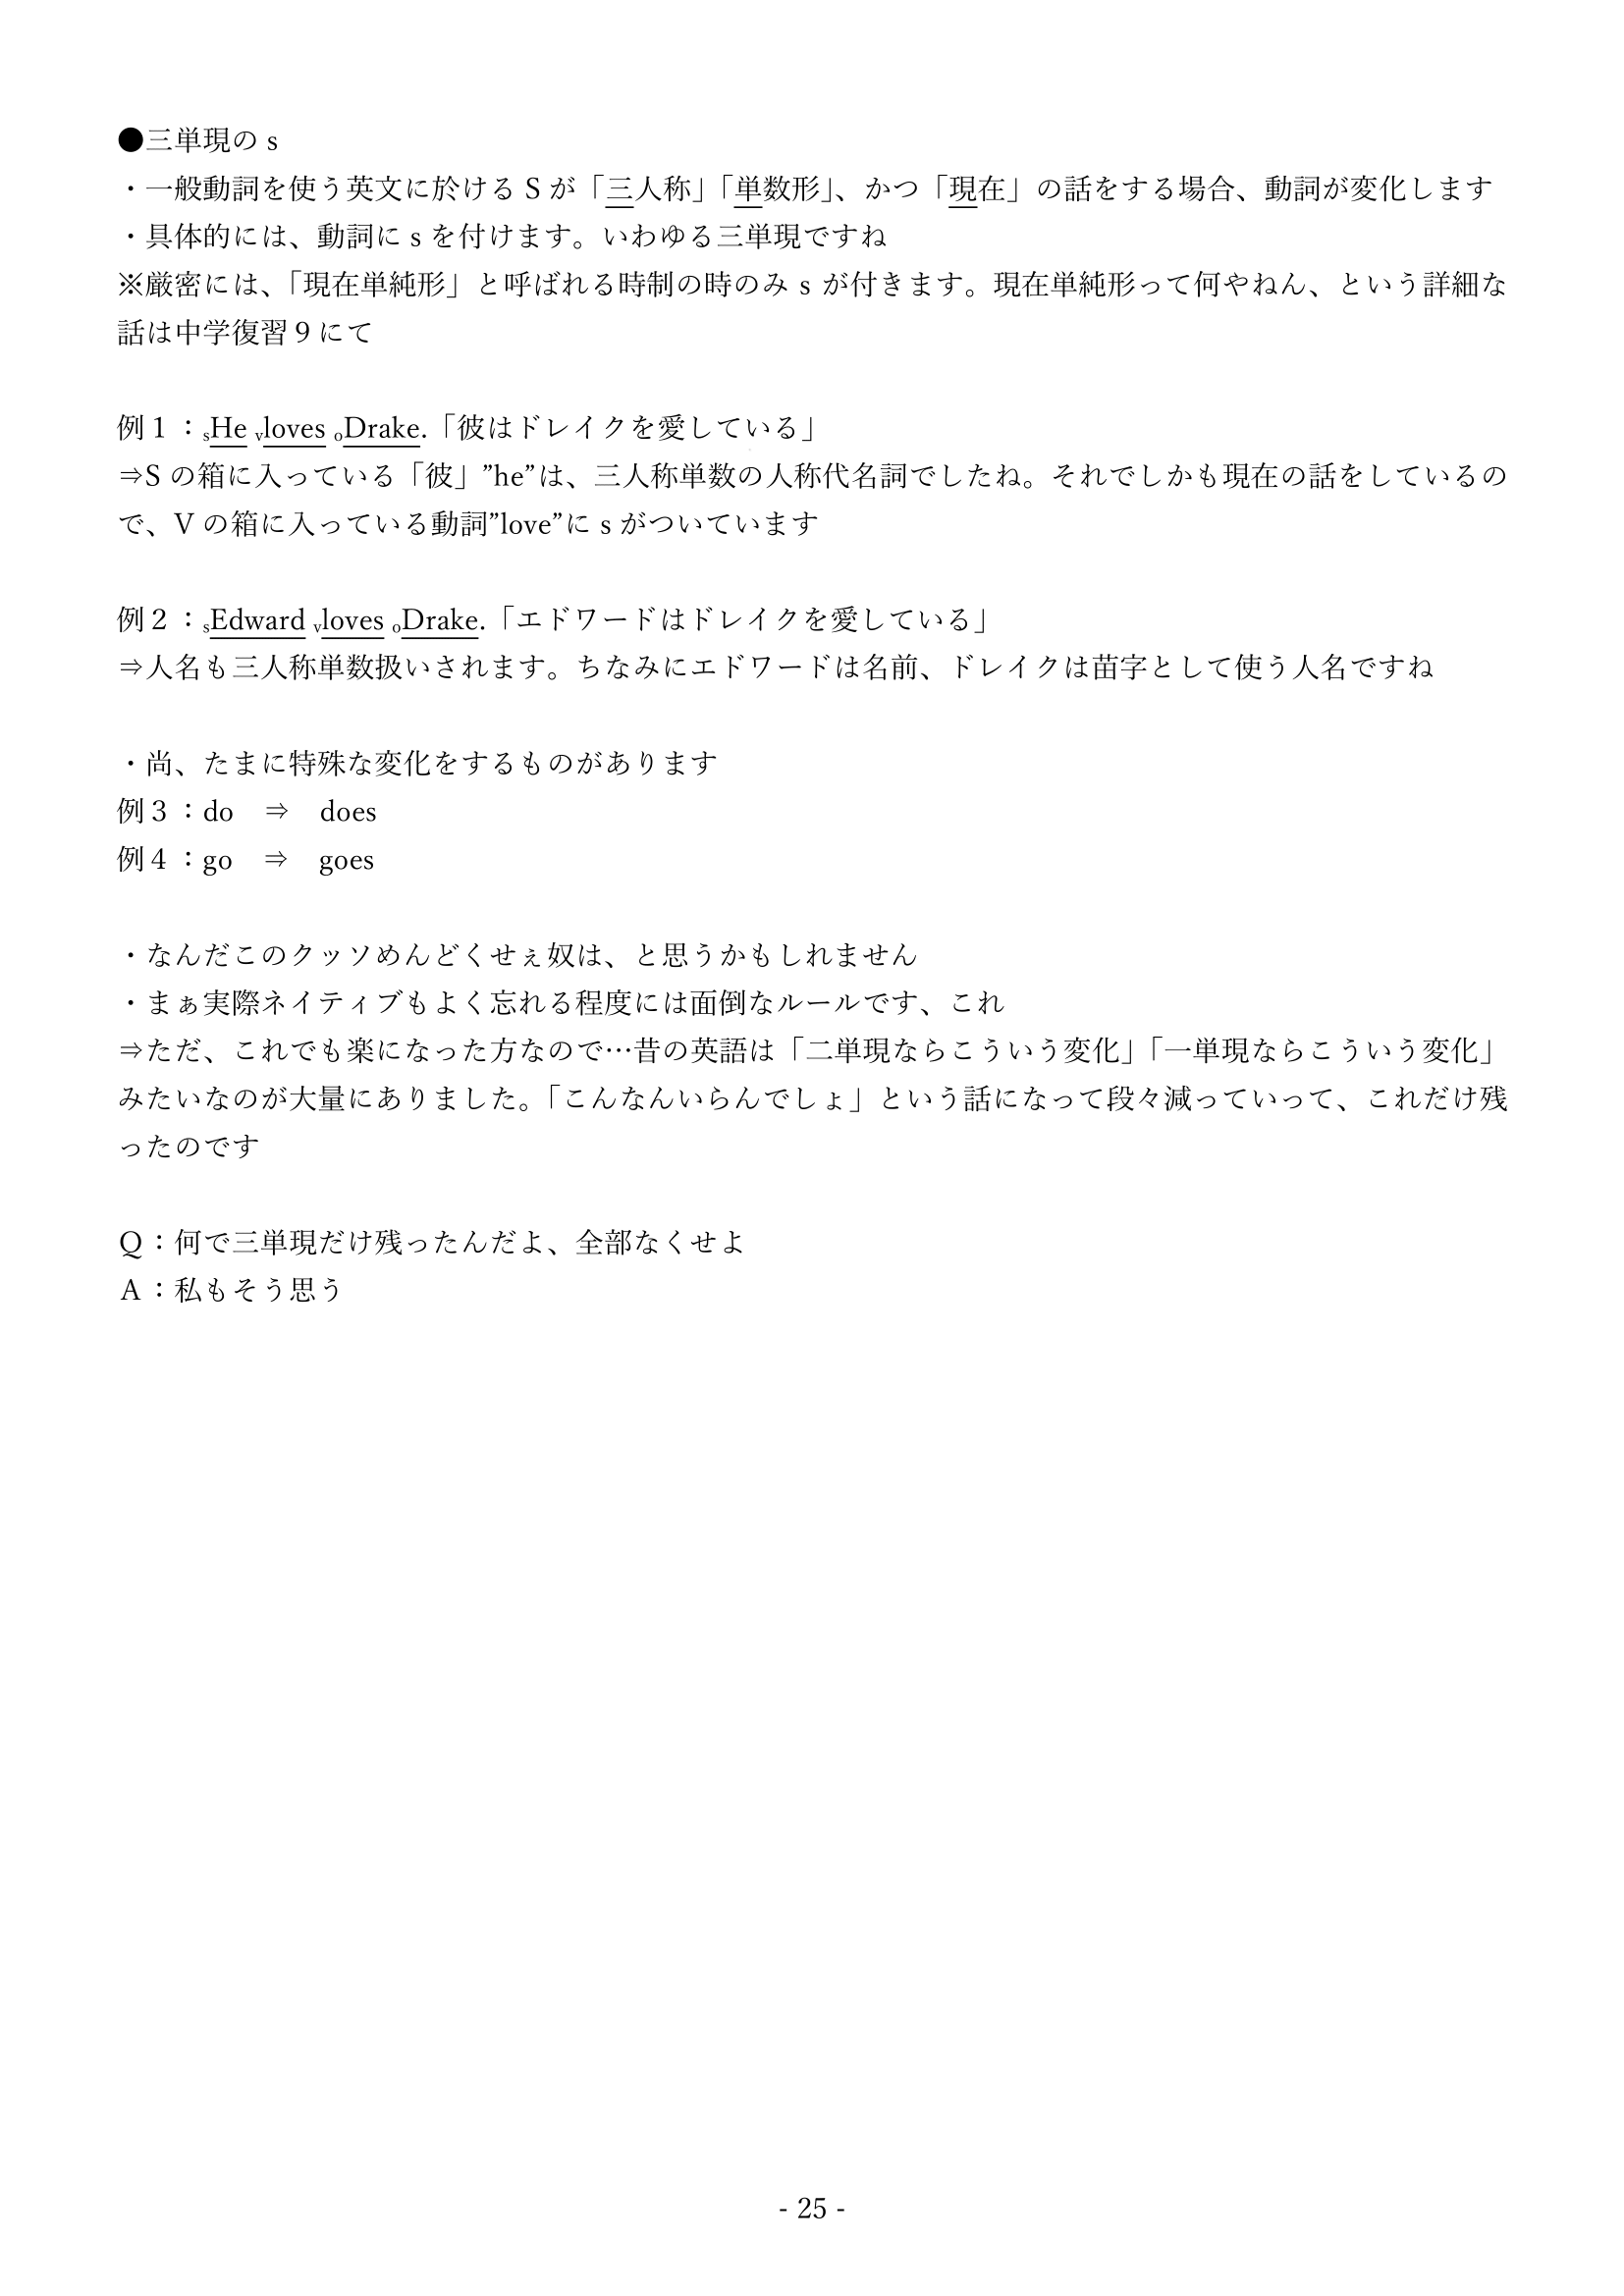 ●三単現の s
・一般動詞を使う英文に於ける S が「三人称」「単数形」、かつ「現在」の話をする場合、動詞が変化します
・具体的には、動詞に s を付けます。いわゆる三単現ですね
※厳密には、「現在単純形」と呼ばれる時制の時のみ s が付きます。現在単純形って何やねん、という詳細な
話は中学復習９にて
例１：sHe vloves oDrake.「彼はドレイクを愛している」
⇒S の箱に入っている「彼」”he”は、三人称単数の人称代名詞でしたね。それでしかも現在の話をしているの
で、V の箱に入っている動詞”love”に s がついています
例２：sEdward vloves oDrake.「エドワードはドレイクを愛している」
⇒人名も三人称単数扱いされます。ちなみにエドワードは名前、ドレイクは苗字として使う人名ですね
・尚、たまに特殊な変化をするものがあります
例３：do　⇒　does
例４：go　⇒　goes
・なんだこのクッソめんどくせぇ奴は、と思うかもしれません
・まぁ実際ネイティブもよく忘れる程度には面倒なルールです、これ
⇒ただ、これでも楽になった方なので…昔の英語は「二単現ならこういう変化」「一単現ならこういう変化」
みたいなのが大量にありました。「こんなんいらんでしょ」という話になって段々減っていって、これだけ残
ったのです
Ｑ：何で三単現だけ残ったんだよ、全部なくせよ
Ａ：私もそう思う
- 25 -